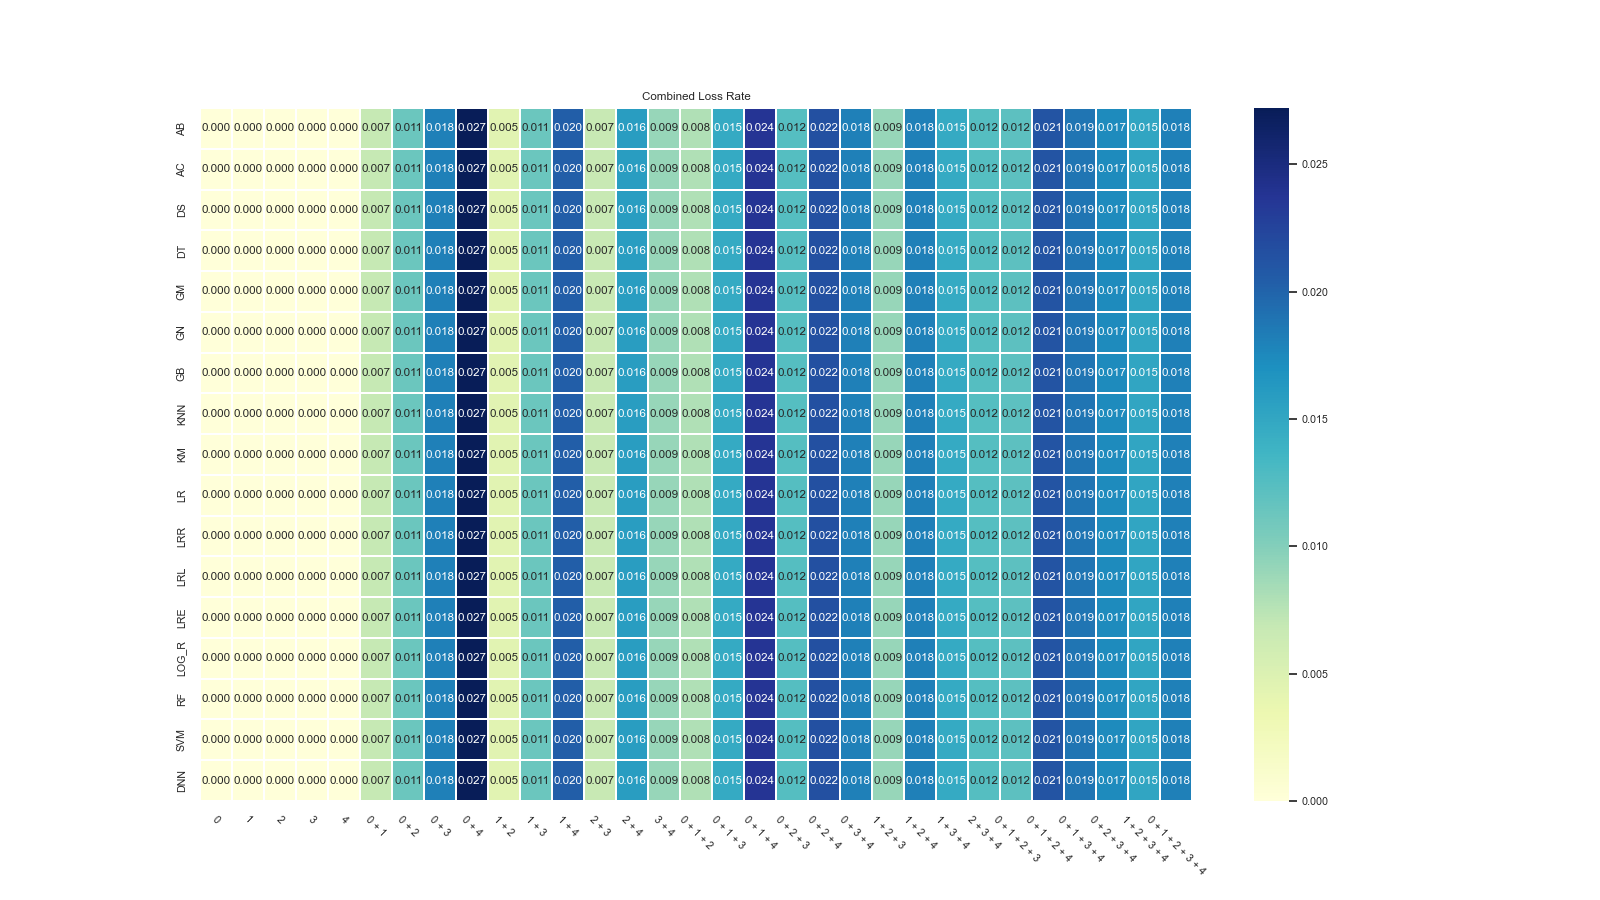 Combined Loss Rate
AB 0.000 0.000 0.000 0.000 0.000 0.007 0.011 0.018 0.027 0.005 0.011 0.020 0.007 0.016 0.009 0.008 0.015 0.024 0.012 0.022 0.018 0.009 0.018 0.015 0.012 0.012 0.021 0.019 0.017 0.015 0.018
AC 0.000 0.000 0.000 0.000 0.000 0.007 0.011 0.018 0.027 0.005 0.011 0.020 0.007 0.016 0.009 0.008 0.015 0.024 0.012 0.022 0.018 0.009 0.018 0.015 0.012 0.012 0.021 0.019 0.017 0.015 0.018
DS 0.000 0.000 0.000 0.000 0.000 0.007 0.011 0.018 0.027 0.005 0.011 0.020 0.007 0.016 0.009 0.008 0.015 0.024 0.012 0.022 0.018 0.009 0.018 0.015 0.012 0.012 0.021 0.019 0.017 0.015 0.018
DT 0.000 0.000 0.000 0.000 0.000 0.007 0.011 0.018 0.027 0.005 0.011 0.020 0.007 0.016 0.009 0.008 0.015 0.024 0.012 0.022 0.018 0.009 0.018 0.015 0.012 0.012 0.021 0.019 0.017 0.015 0.018
GM 0.000 0.000 0.000 0.000 0.000 0.007 0.011 0.018 0.027 0.005 0.011 0.020 0.007 0.016 0.009 0.008 0.015 0.024 0.012 0.022 0.018 0.009 0.018 0.015 0.012 0.012 0.021 0.019 0.017 0.015 0.018
GN 0.000 0.000 0.000 0.000 0.000 0.007 0.011 0.018 0.027 0.005 0.011 0.020 0.007 0.016 0.009 0.008 0.015 0.024 0.012 0.022 0.018 0.009 0.018 0.015 0.012 0.012 0.021 0.019 0.017 0.015 0.018
GB 0.000 0.000 0.000 0.000 0.000 0.007 0.011 0.018 0.027 0.005 0.011 0.020 0.007 0.016 0.009 0.008 0.015 0.024 0.012 0.022 0.018 0.009 0.018 0.015 0.012 0.012 0.021 0.019 0.017 0.015 0.018
KNN 0.000 0.000 0.000 0.000 0.000 0.007 0.011 0.018 0.027 0.005 0.011 0.020 0.007 0.016 0.009 0.008 0.015 0.024 0.012 0.022 0.018 0.009 0.018 0.015 0.012 0.012 0.021 0.019 0.017 0.015 0.018
KM 0.000 0.000 0.000 0.000 0.000 0.007 0.011 0.018 0.027 0.005 0.011 0.020 0.007 0.016 0.009 0.008 0.015 0.024 0.012 0.022 0.018 0.009 0.018 0.015 0.012 0.012 0.021 0.019 0.017 0.015 0.018
LR 0.000 0.000 0.000 0.000 0.000 0.007 0.011 0.018 0.027 0.005 0.011 0.020 0.007 0.016 0.009 0.008 0.015 0.024 0.012 0.022 0.018 0.009 0.018 0.015 0.012 0.012 0.021 0.019 0.017 0.015 0.018
LRR 0.000 0.000 0.000 0.000 0.000 0.007 0.011 0.018 0.027 0.005 0.011 0.020 0.007 0.016 0.009 0.008 0.015 0.024 0.012 0.022 0.018 0.009 0.018 0.015 0.012 0.012 0.021 0.019 0.017 0.015 0.018
LRL 0.000 0.000 0.000 0.000 0.000 0.007 0.011 0.018 0.027 0.005 0.011 0.020 0.007 0.016 0.009 0.008 0.015 0.024 0.012 0.022 0.018 0.009 0.018 0.015 0.012 0.012 0.021 0.019 0.017 0.015 0.018
LRE 0.000 0.000 0.000 0.000 0.000 0.007 0.011 0.018 0.027 0.005 0.011 0.020 0.007 0.016 0.009 0.008 0.015 0.024 0.012 0.022 0.018 0.009 0.018 0.015 0.012 0.012 0.021 0.019 0.017 0.015 0.018
LOG_R 0.000 0.000 0.000 0.000 0.000 0.007 0.011 0.018 0.027 0.005 0.011 0.020 0.007 0.016 0.009 0.008 0.015 0.024 0.012 0.022 0.018 0.009 0.018 0.015 0.012 0.012 0.021 0.019 0.017 0.015 0.018
RF 0.000 0.000 0.000 0.000 0.000 0.007 0.011 0.018 0.027 0.005 0.011 0.020 0.007 0.016 0.009 0.008 0.015 0.024 0.012 0.022 0.018 0.009 0.018 0.015 0.012 0.012 0.021 0.019 0.017 0.015 0.018
SVM 0.000 0.000 0.000 0.000 0.000 0.007 0.011 0.018 0.027 0.005 0.011 0.020 0.007 0.016 0.009 0.008 0.015 0.024 0.012 0.022 0.018 0.009 0.018 0.015 0.012 0.012 0.021 0.019 0.017 0.015 0.018
DNN 0.000 0.000 0.000 0.000 0.000 0.007 0.011 0.018 0.027 0.005 0.011 0.020 0.007 0.016 0.009 0.008 0.015 0.024 0.012 0.022 0.018 0.009 0.018 0.015 0.012 0.012 0.021 0.019 0.017 0.015 0.018
0
1
2
3
4
0 + 1
0 + 2
0 + 3
0 + 4
1 + 2
1 + 3
1 + 4
2 + 3
2 + 4
3 + 4
0 + 1 + 2
0 + 1 + 3
0 + 1 + 4
0 + 2 + 3
0 + 2 + 4
0 + 3 + 4
1 + 2 + 3
1 + 2 + 4
1 + 3 + 4
2 + 3 + 4
0 + 1 + 2 + 3
0 + 1 + 2 + 4
0 + 1 + 3 + 4
0 + 2 + 3 + 4
1 + 2 + 3 + 4
0 + 1 + 2 + 3 + 4
0.025
0.020
0.015
0.010
0.005
0.000